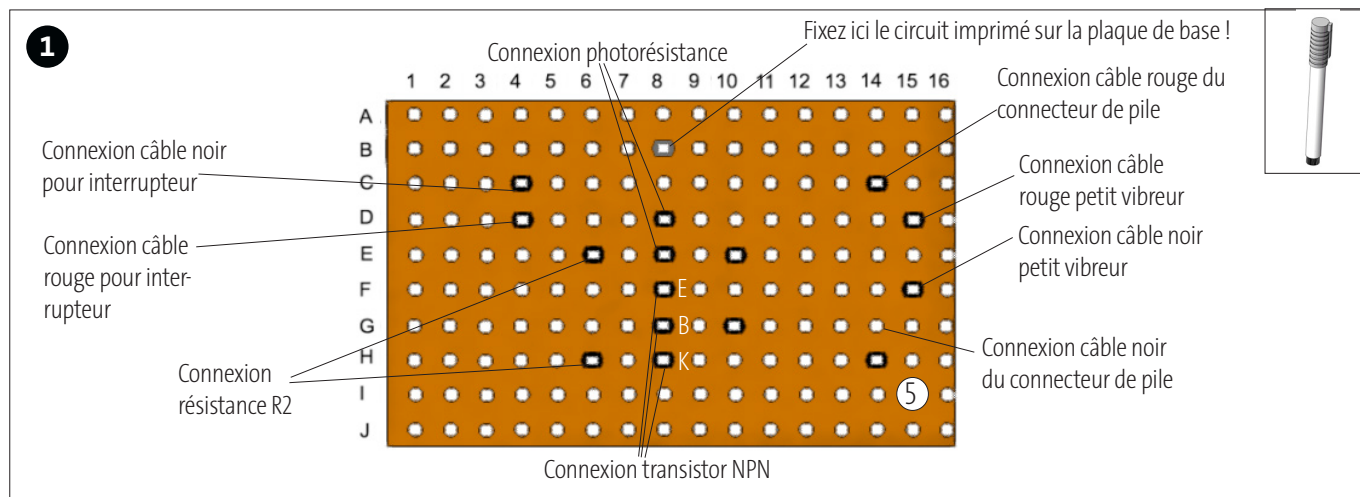 1
Fixez ici le circuit imprimé sur la plaque de base !
Connexion photorésistance
Connexion câble rouge du
connecteur de pile
1 2 3 4 5 6 7 8 9 10 11 12 13 14 15 16
A
B
C
D
E
F
G
H
I
J
Connexion câble noir
pour interrupteur
Connexion câble
rouge pour inter-
rupteur
Connexion
résistance R2
E
B
K
5
Connexion câble
rouge petit vibreur
Connexion câble noir
petit vibreur
Connexion câble noir
du connecteur de pile
Connexion transistor NPN